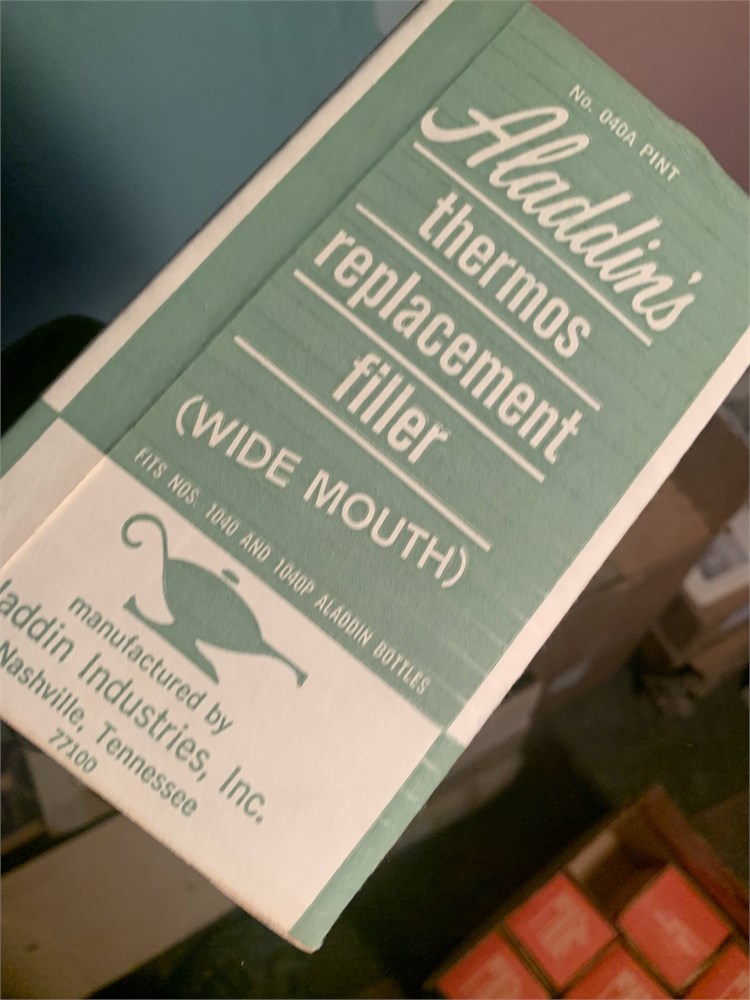 No. 040A PINT
Aladdin's
thermos
replacement
filler
(WIDE MOUTH)
FITS NOS. 1040 AND 1040P ALADDIN BOTTLES
manufactured by
laddin Industries, Inc.
Nashville, Tennessee
77100